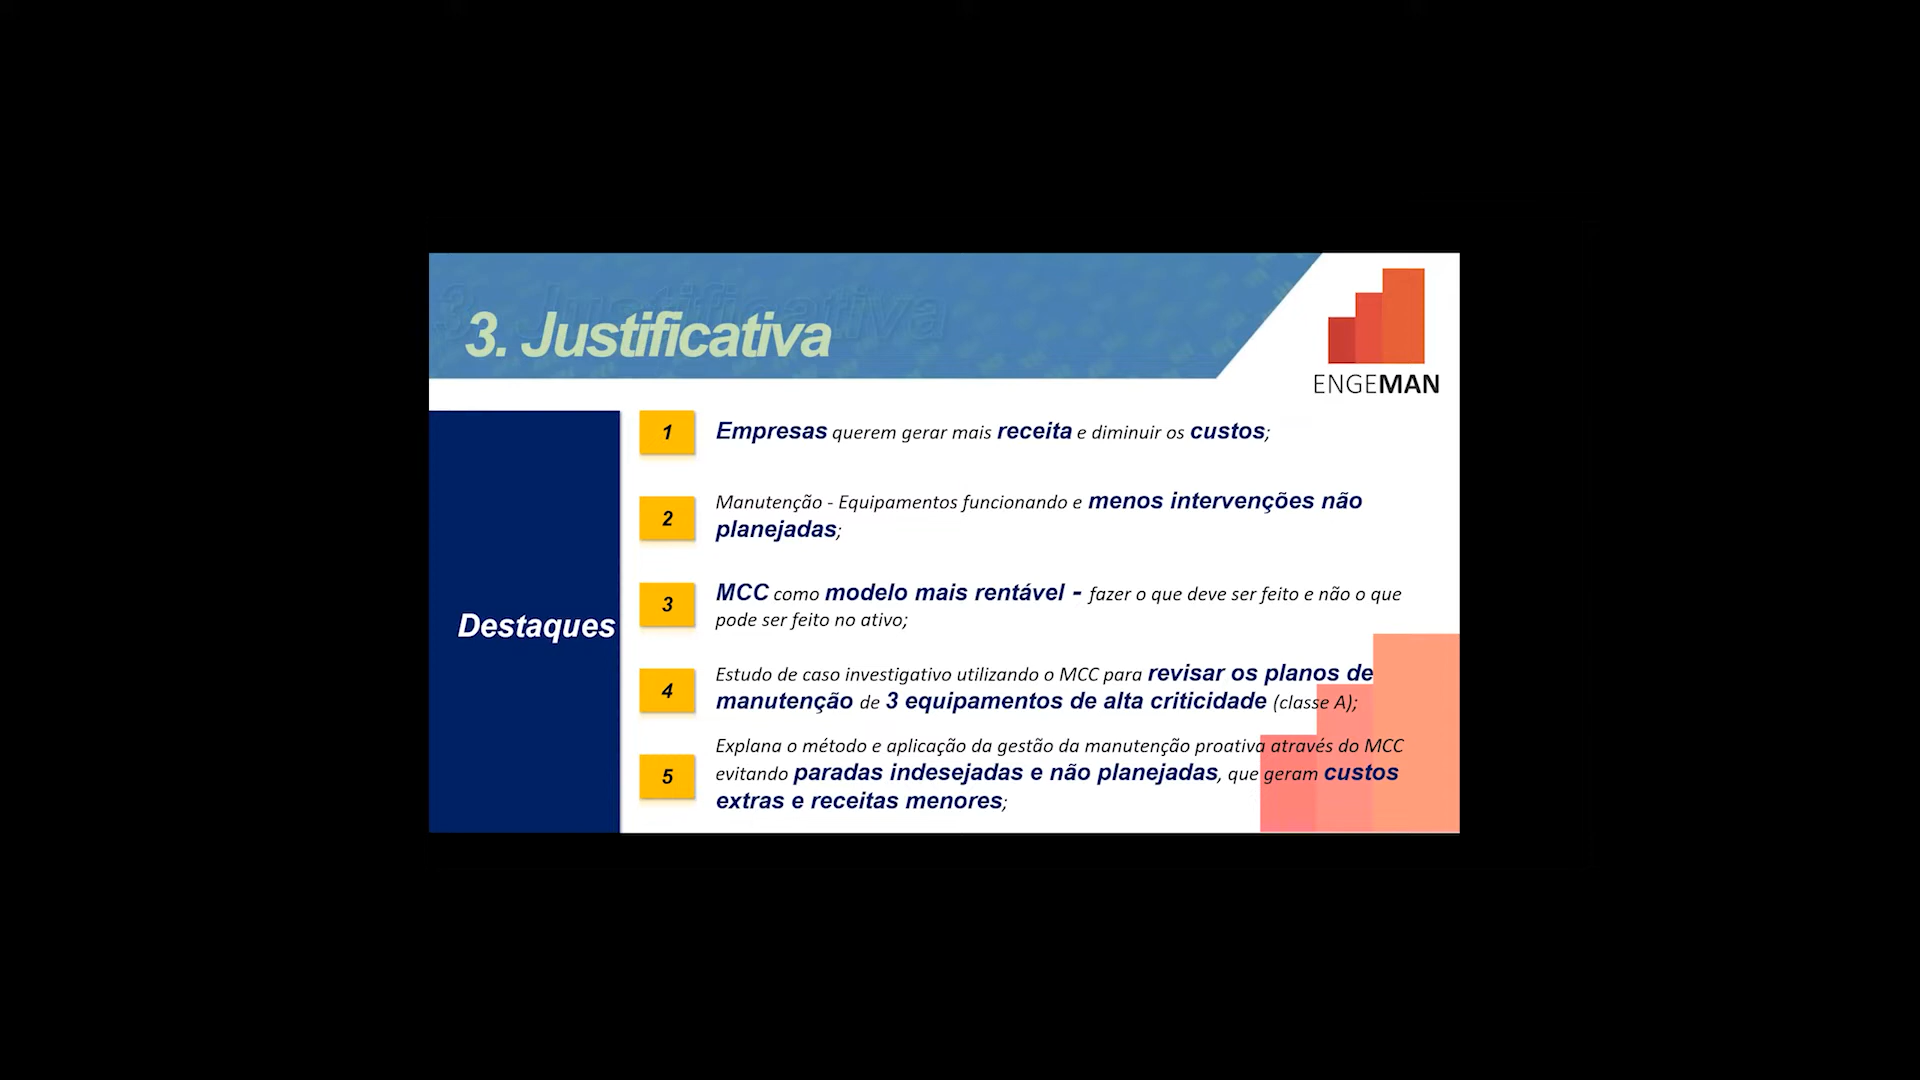 3. Justificativa
ENGEMAN
Destaques
1
Empresas querem gerar mais receita e diminuir os custos;
2
Manutenção - Equipamentos funcionando e menos intervenções não
planejadas;
3
MCC como modelo mais rentável - fazer o que deve ser feito e não o que
pode ser feito no ativo;
4
Estudo de caso investigativo utilizando o MCC para revisar os planos de
manutenção de 3 equipamentos de alta criticidade (classe A);
5
Explana o método e aplicação da gestão da manutenção proativa através do MCC
evitando paradas indesejadas e não planejadas, que geram custos
extras e receitas menores;